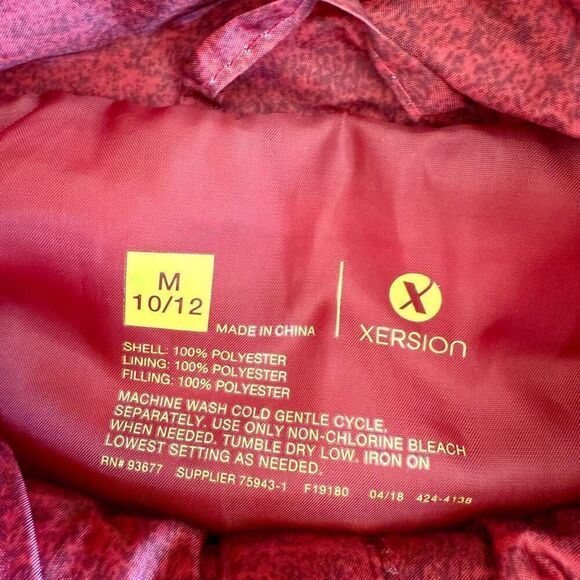 M
10/12
MADE IN CHINA
X
XERSION
SHELL: 100% POLYESTER
LINING: 100% POLYESTER
FILLING: 100% POLYESTER
MACHINE WASH COLD GENTLE CYCLE,
SEPARATELY. USE ONLY NON-CHLORINE BLEACH
WHEN NEEDED. TUMBLE DRY LOW. IRON ON
LOWEST SETTING AS NEEDED.
RN# 93677 SUPPLIER 75943-1 F19180 04/18 424-4138